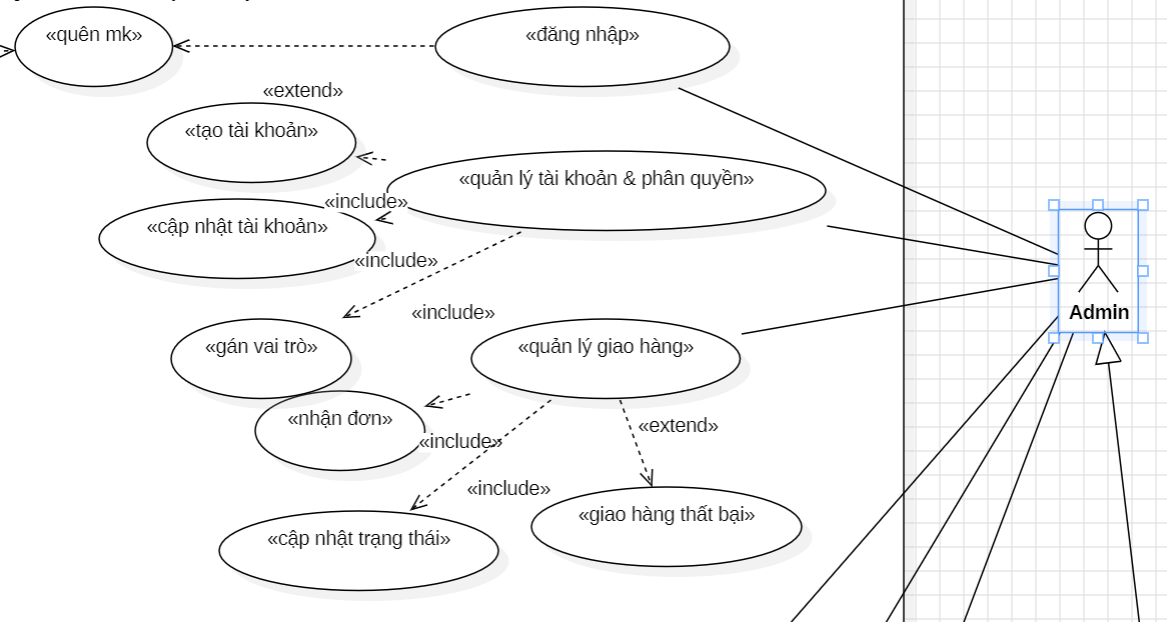 «quên mk»
«đăng nhập»
«extend»
«tạo tài khoản»
«quản lý tài khoản & phân quyền»
«include»
«cập nhật tài khoản»
«include»
«include»
Admin
«gán vai trò»
«quản lý giao hàng»
«nhận đơn»
«extend»
«include»
«include»
«giao hàng thất bại»
«cập nhật trạng thái»